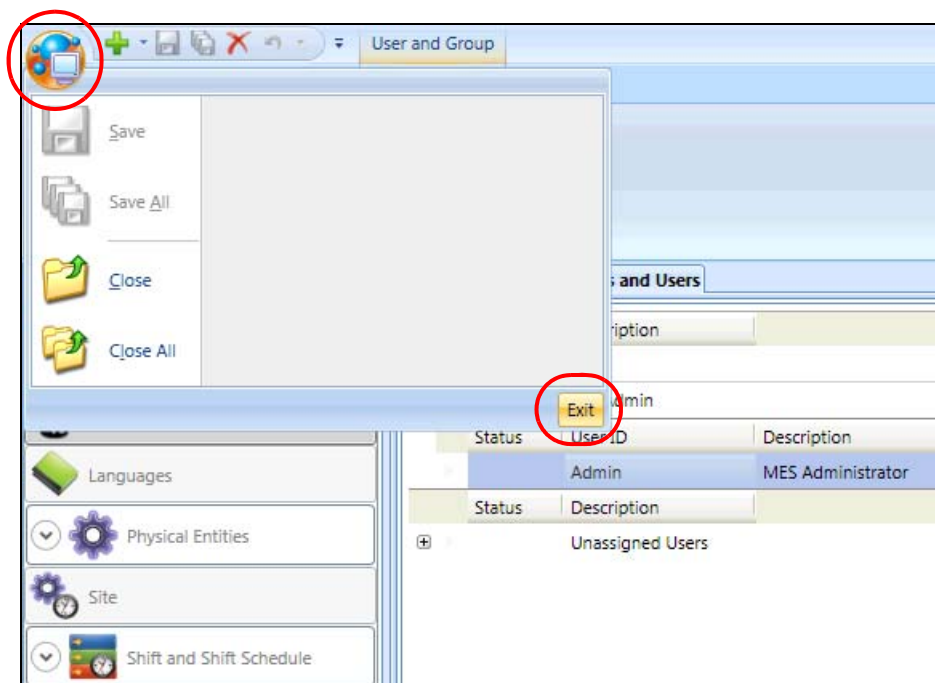 User and Group
Save
Save All
Close
Close All
Exit
s and Users
ription
dmin
Status User ID Description
Admin MES Administrator
Status Description
Unassigned Users
Languages
Physical Entities
Site
Shift and Shift Schedule